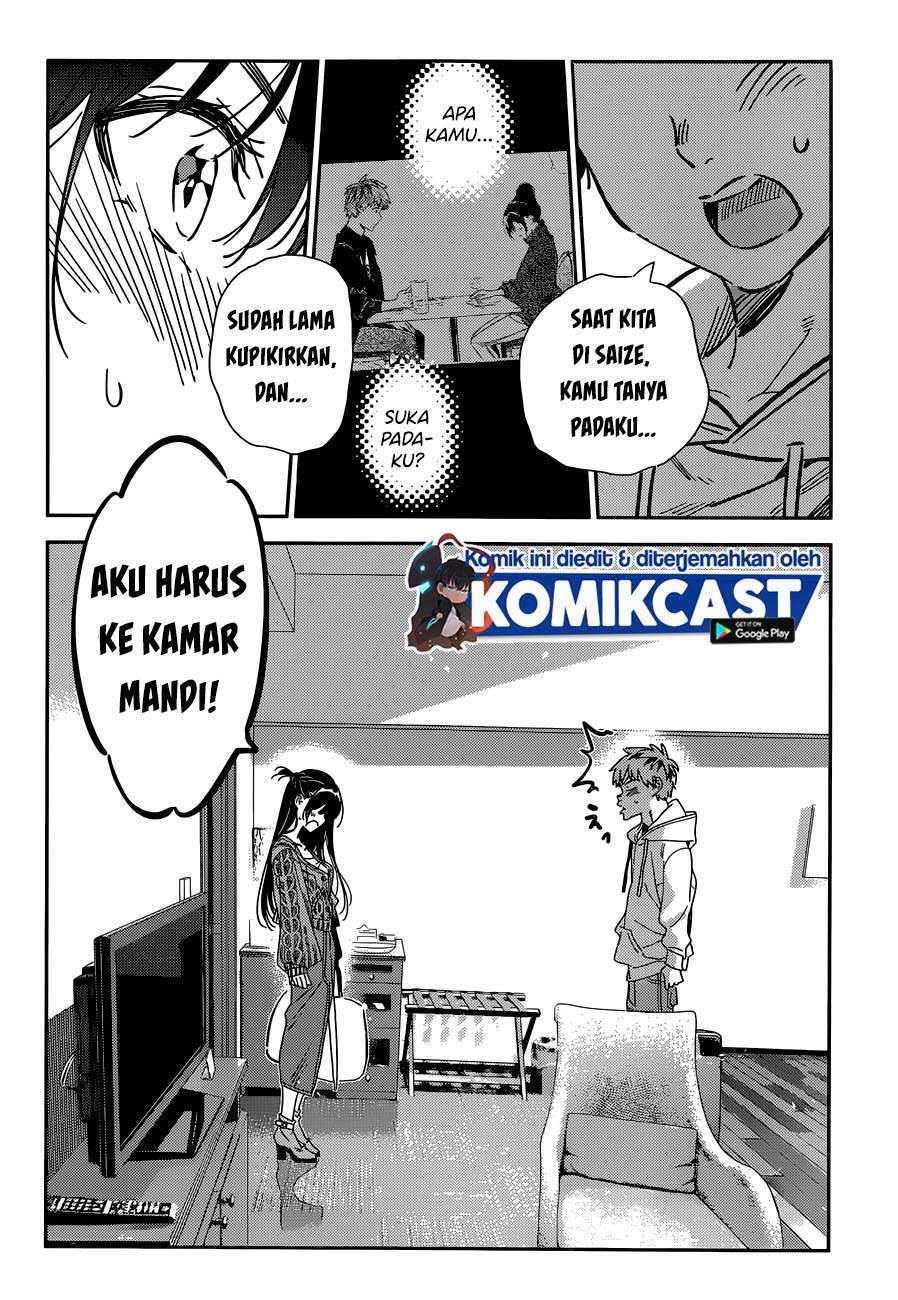 SAAT KITA
DI SAIZE,
KAMU TANYA
PADAKU...
APA
KAMU...
SUKA
PADA-
KU?
SUDAH LAMA
KUPIKIRKAN,
DAN...
AKU HARUS
KE KAMAR
MANDI!
Komik ini diedit & diterjemahkan oleh
KOMIKCAST
GET IT ON
Google Play